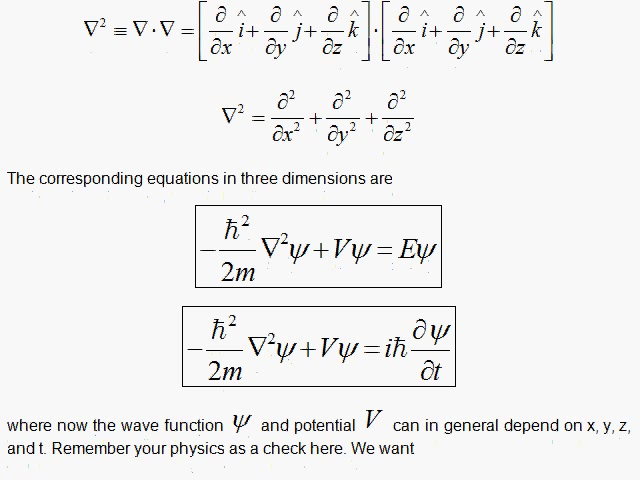 ∇² ≡ ∇·∇ = [∂/∂x î + ∂/∂y ĵ + ∂/∂z k̂]·[∂/∂x î + ∂/∂y ĵ + ∂/∂z k̂]
∇² = ∂²/∂x² + ∂²/∂y² + ∂²/∂z²
The corresponding equations in three dimensions are
−ħ²/2m ∇²ψ + Vψ = Eψ
−ħ²/2m ∇²ψ + Vψ = iħ ∂ψ/∂t
where now the wave function ψ and potential V can in general depend on x, y, z,
and t. Remember your physics as a check here. We want